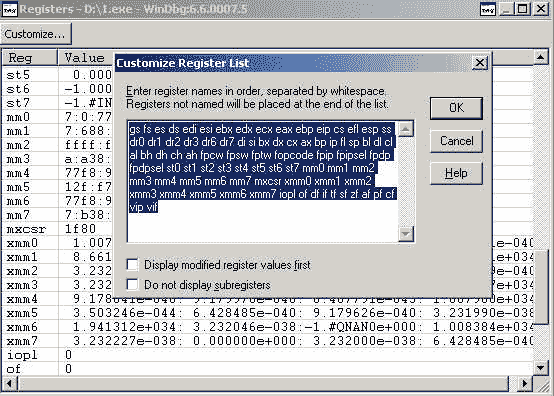 Registers - D:\1.exe - WinDbg:6.6.0007.5
Customize...
Reg Value
st5 0.000
st6 -1.000
st7 -1.#IN
mm0 7:0:77
mm1 7:688:
mm2 ffff:f
mm3 a:a38:
mm4 77f8:9
mm5 12f:f7
mm6 77f8:9
mm7 7:b38:
mxcsr 1f80
xmm0 1.007
xmm1 8.661
xmm2 3.232
xmm3 3.232
xmm4 9.178641e-040:
xmm5 3.503246e-044: 6.428485e-040: 9.179626e-040: 3.231990e-038
xmm6 1.941312e+034: 3.232046e-038:-1.#QNAN0e+000: 1.008384e+034
xmm7 3.232227e-038: 0.000000e+000: 3.232000e-038: 6.428485e-040
iopl 0
of 0
Customize Register List
Enter register names in order, separated by whitespace.
Registers not named will be placed at the end of the list.
gs fs es ds edi esi ebx edx ecx eax ebp eip cs efl esp ss
dr0 dr1 dr2 dr3 dr6 dr7 di si bx dx cx ax bp ip fl sp bl dl cl
al bh dh ch ah fpcw fpsw fptw fopcode fpip fpipsel fpdp
fpdpsel st0 st1 st2 st3 st4 st5 st6 st7 mm0 mm1 mm2
mm3 mm4 mm5 mm6 mm7 mxcsr xmm0 xmm1 xmm2
xmm3 xmm4 xmm5 xmm6 xmm7 iopl of df if tf sf zf af pf cf
vip vif
OK
Cancel
Help
Display modified register values first
Do not display subregisters